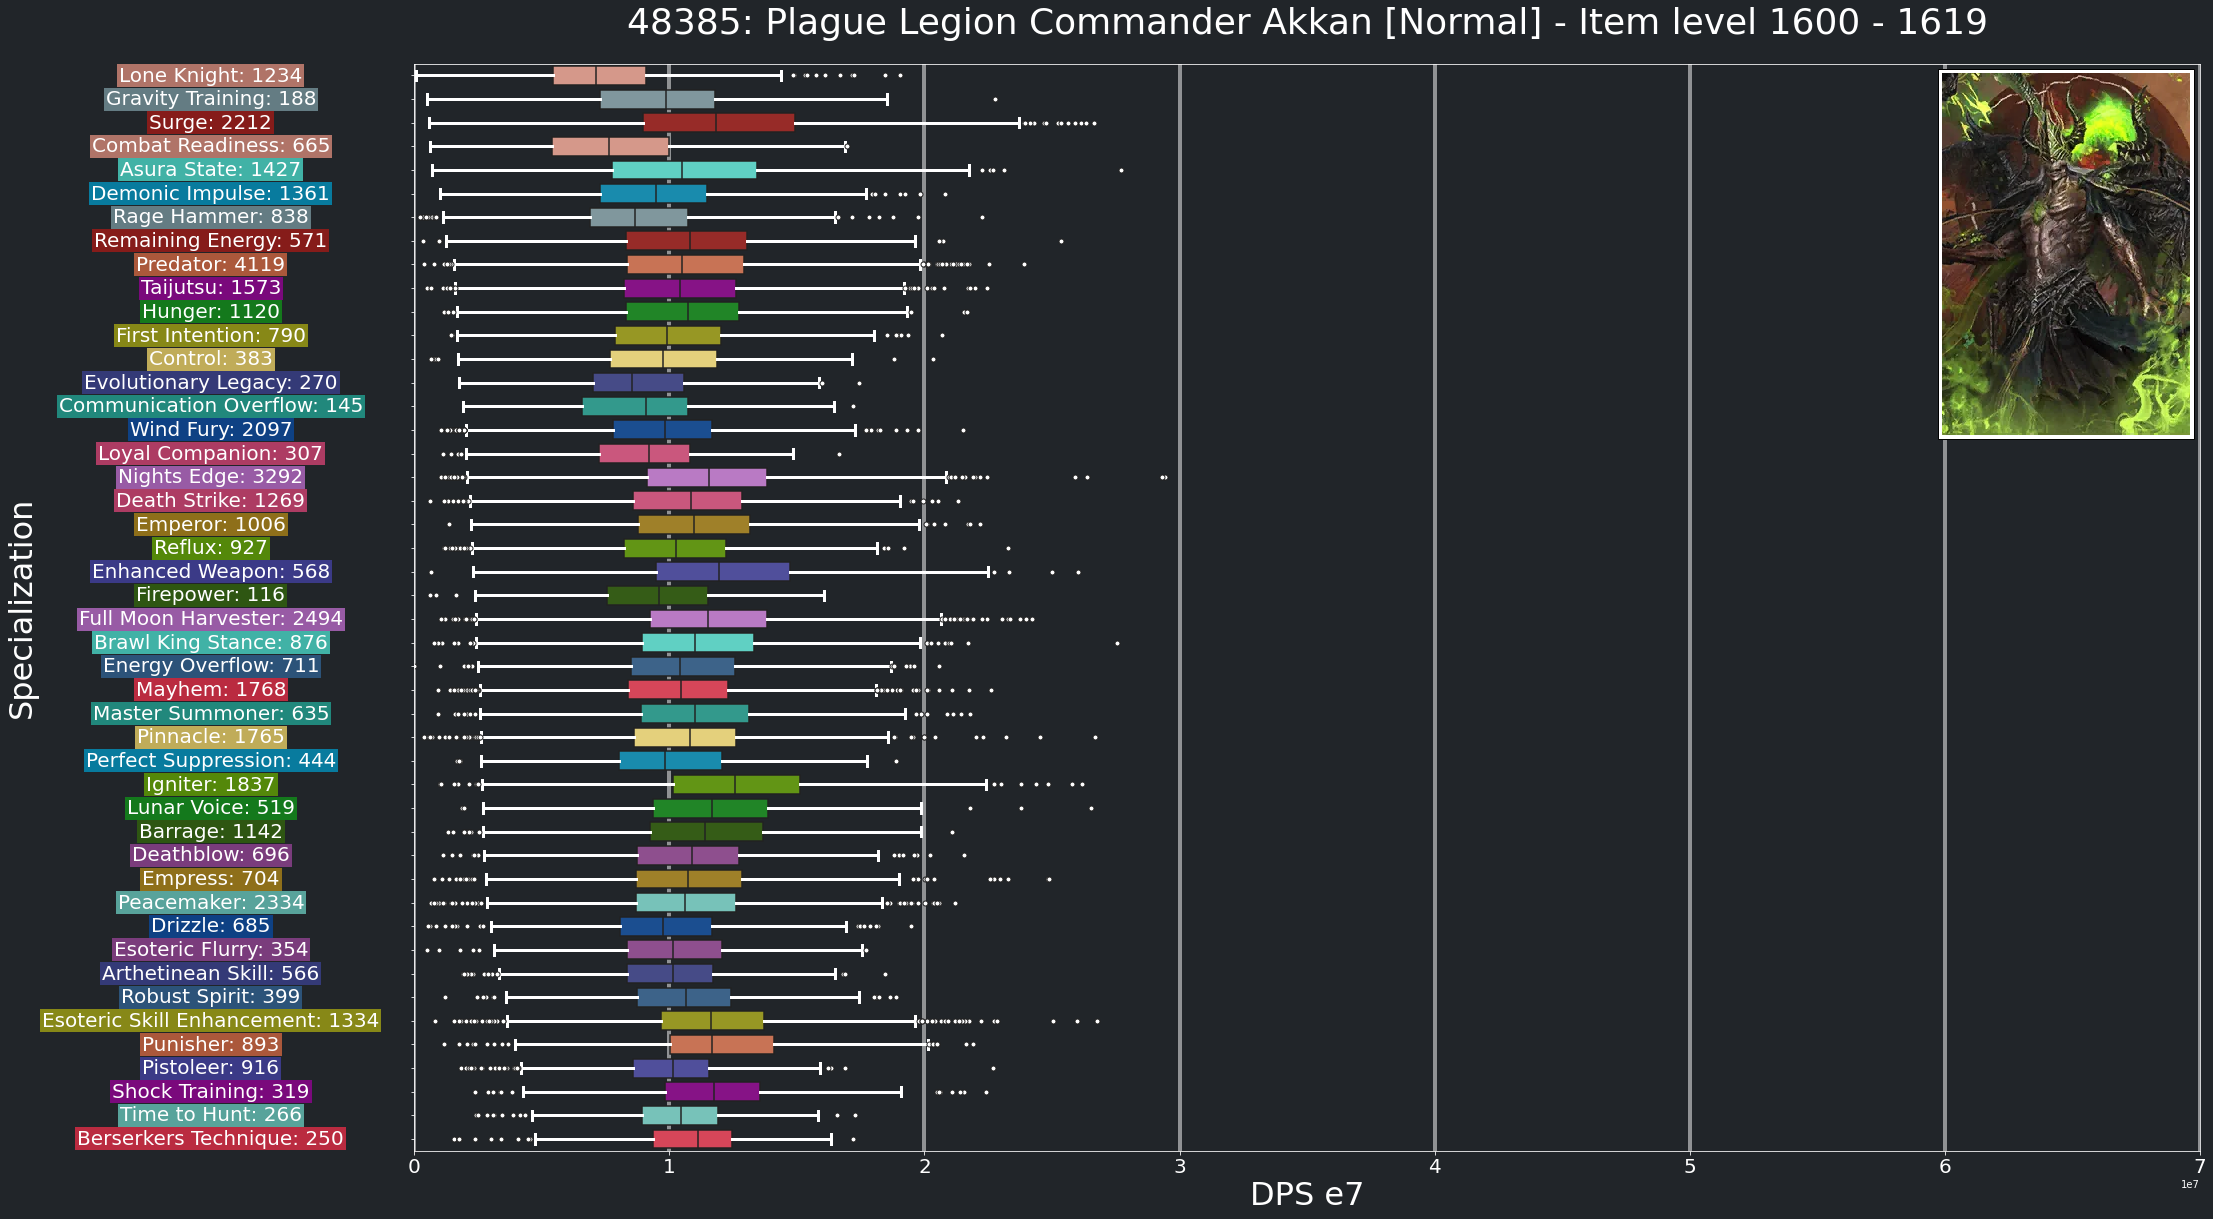 48385: Plague Legion Commander Akkan [Normal] - Item level 1600 - 1619
Lone Knight: 1234
Gravity Training: 188
Surge: 2212
Combat Readiness: 665
Asura State: 1427
Demonic Impulse: 1361
Rage Hammer: 838
Remaining Energy: 571
Predator: 4119
Taijutsu: 1573
Hunger: 1120
First Intention: 790
Control: 383
Evolutionary Legacy: 270
Communication Overflow: 145
Wind Fury: 2097
Loyal Companion: 307
Nights Edge: 3292
Death Strike: 1269
Emperor: 1006
Reflux: 927
Enhanced Weapon: 568
Firepower: 116
Full Moon Harvester: 2494
Brawl King Stance: 876
Energy Overflow: 711
Mayhem: 1768
Master Summoner: 635
Pinnacle: 1765
Perfect Suppression: 444
Igniter: 1837
Lunar Voice: 519
Barrage: 1142
Deathblow: 696
Empress: 704
Peacemaker: 2334
Drizzle: 685
Esoteric Flurry: 354
Arthetinean Skill: 566
Robust Spirit: 399
Esoteric Skill Enhancement: 1334
Punisher: 893
Pistoleer: 916
Shock Training: 319
Time to Hunt: 266
Berserkers Technique: 250
Specialization
0 1 2 3 4 5 6 7
1e7
DPS e7